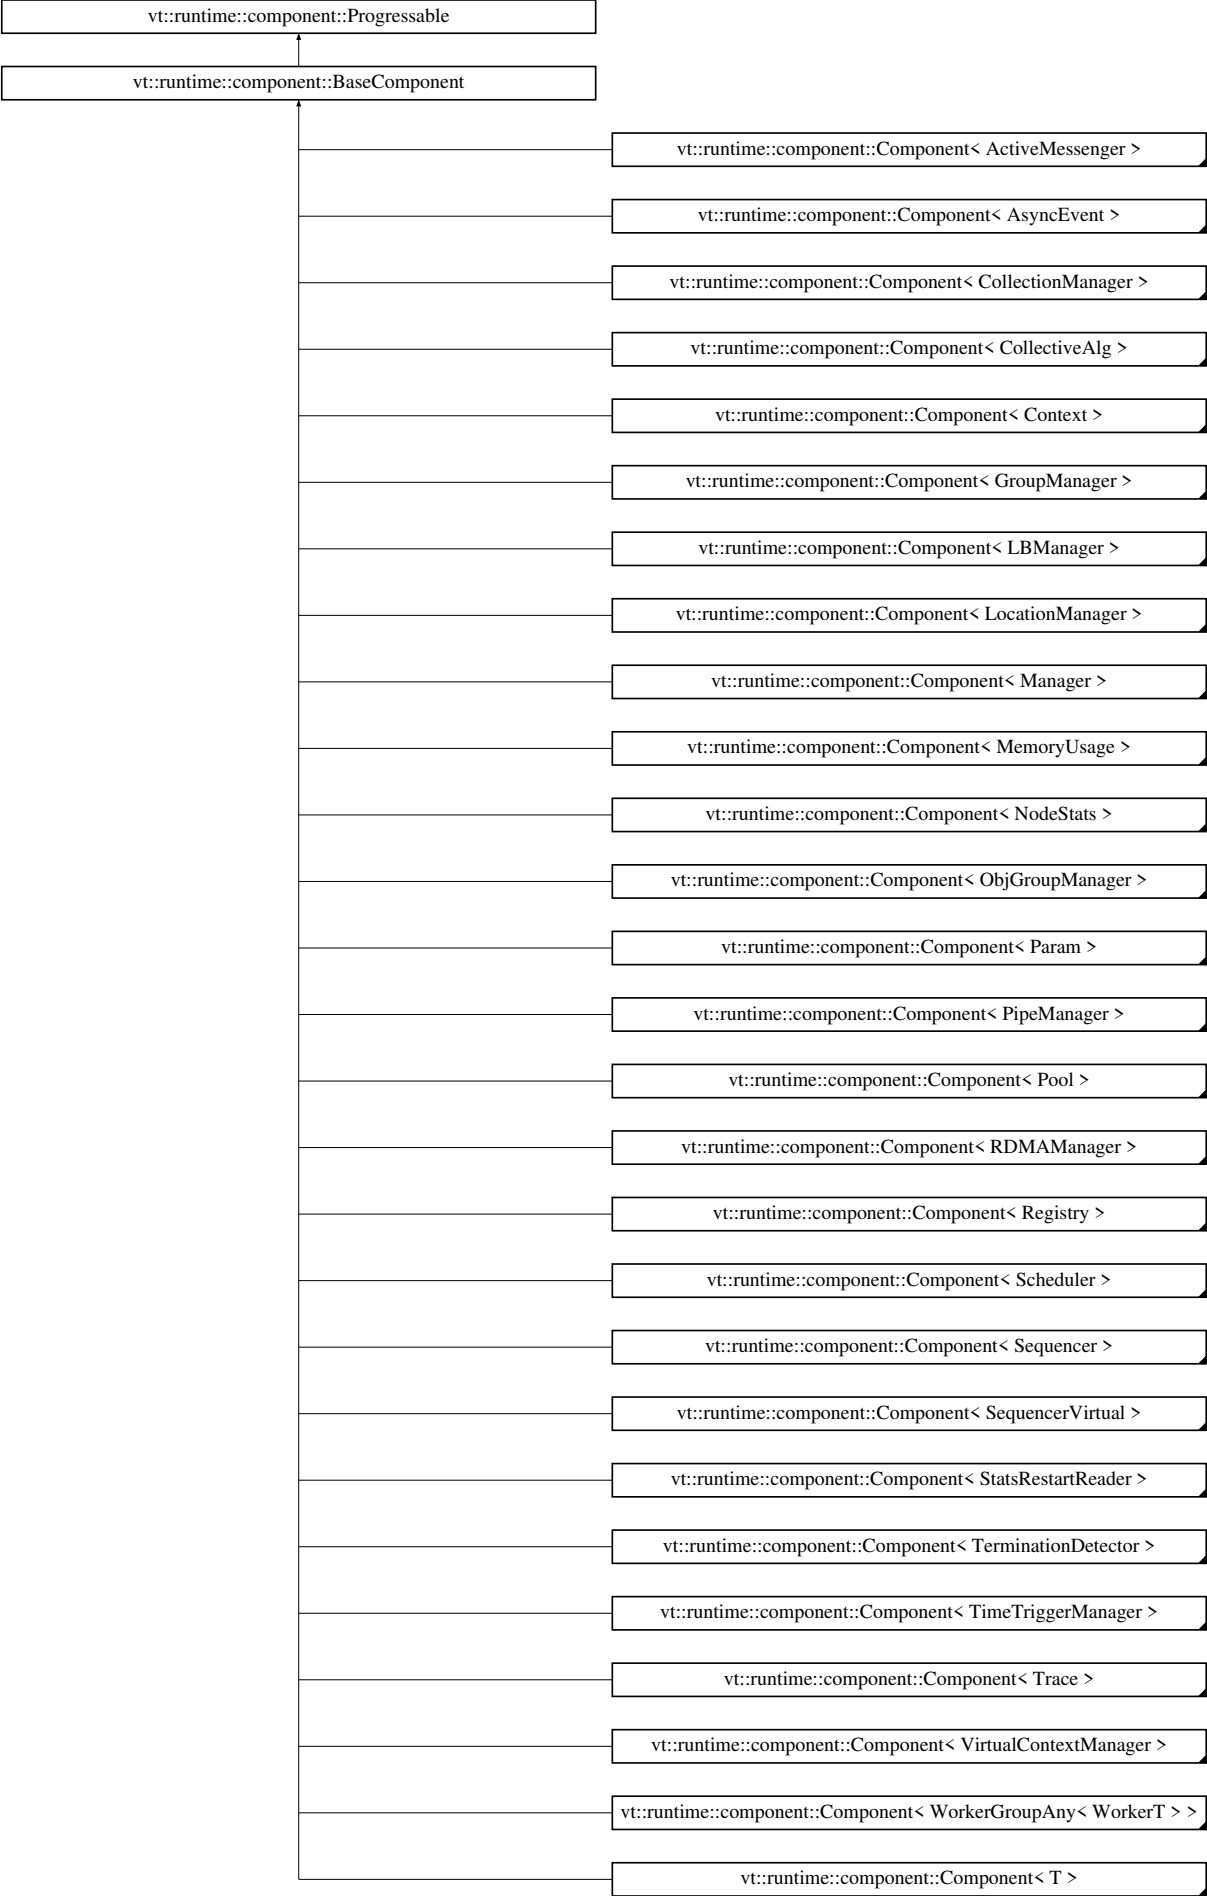 vt::runtime::component::Progressable
vt::runtime::component::BaseComponent
vt::runtime::component::Component< ActiveMessenger >
vt::runtime::component::Component< AsyncEvent >
vt::runtime::component::Component< CollectionManager >
vt::runtime::component::Component< CollectiveAlg >
vt::runtime::component::Component< Context >
vt::runtime::component::Component< GroupManager >
vt::runtime::component::Component< LBManager >
vt::runtime::component::Component< LocationManager >
vt::runtime::component::Component< Manager >
vt::runtime::component::Component< MemoryUsage >
vt::runtime::component::Component< NodeStats >
vt::runtime::component::Component< ObjGroupManager >
vt::runtime::component::Component< Param >
vt::runtime::component::Component< PipeManager >
vt::runtime::component::Component< Pool >
vt::runtime::component::Component< RDMAManager >
vt::runtime::component::Component< Registry >
vt::runtime::component::Component< Scheduler >
vt::runtime::component::Component< Sequencer >
vt::runtime::component::Component< SequencerVirtual >
vt::runtime::component::Component< StatsRestartReader >
vt::runtime::component::Component< TerminationDetector >
vt::runtime::component::Component< TimeTriggerManager >
vt::runtime::component::Component< Trace >
vt::runtime::component::Component< VirtualContextManager >
vt::runtime::component::Component< WorkerGroupAny< WorkerT > >
vt::runtime::component::Component< T >